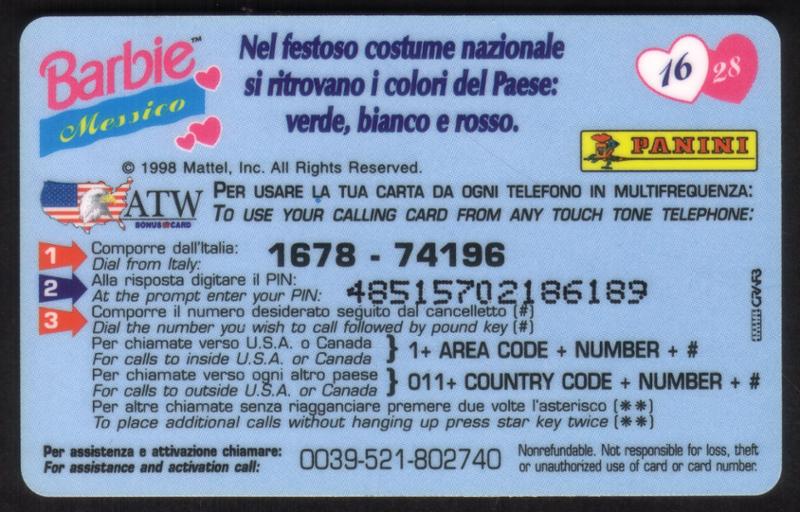 Barbie™
Messico
Nel festoso costume nazionale
si ritrovano i colori del Paese:
verde, bianco e rosso.
16 28
PANINI
© 1998 Mattel, Inc. All Rights Reserved.
ATW
BONUS CARD
PER USARE LA TUA CARTA DA OGNI TELEFONO IN MULTIFREQUENZA:
TO USE YOUR CALLING CARD FROM ANY TOUCH TONE TELEPHONE:
1 Comporre dall'Italia:
Dial from Italy:
1678 - 74196
2 Alla risposta digitare il PIN:
At the prompt enter your PIN:
48515702186189
3 Comporre il numero desiderato seguito dal cancelletto (#)
Dial the number you wish to call followed by pound key (#)
Per chiamate verso U.S.A. o Canada
For calls to inside U.S.A. or Canada
} 1+ AREA CODE + NUMBER + #
Per chiamate verso ogni altro paese
For calls to outside U.S.A. or Canada
} 011+ COUNTRY CODE + NUMBER + #
Per altre chiamate senza riagganciare premere due volte l'asterisco (**)
To place additional calls without hanging up press star key twice (**)
Per assistenza e attivazione chiamare:
For assistance and activation call:
0039-521-802740
Nonrefundable. Not responsible for loss, theft
or unauthorized use of card or card number.